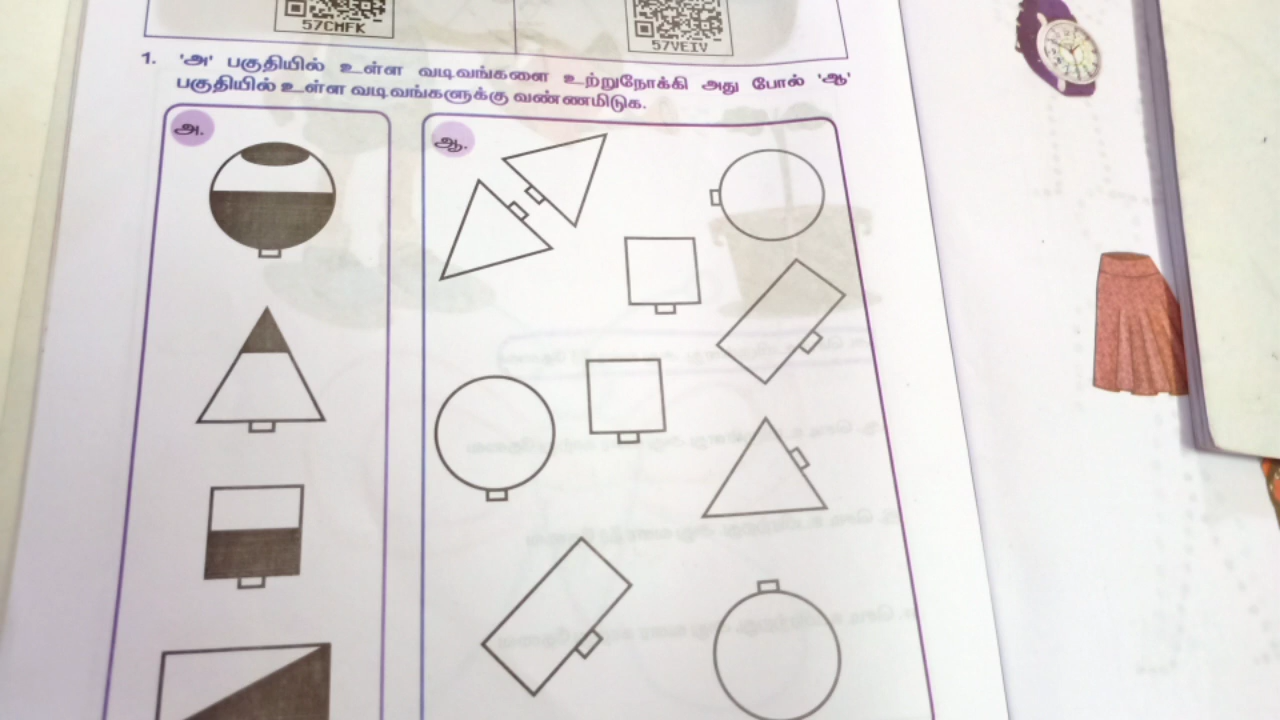 57CMFK
57VEIV
1. 'அ' பகுதியில் உள்ள வடிவங்களை உற்றுநோக்கி அது போல் 'ஆ'
பகுதியில் உள்ள வடிவங்களுக்கு வண்ணமிடுக.
அ.
ஆ.